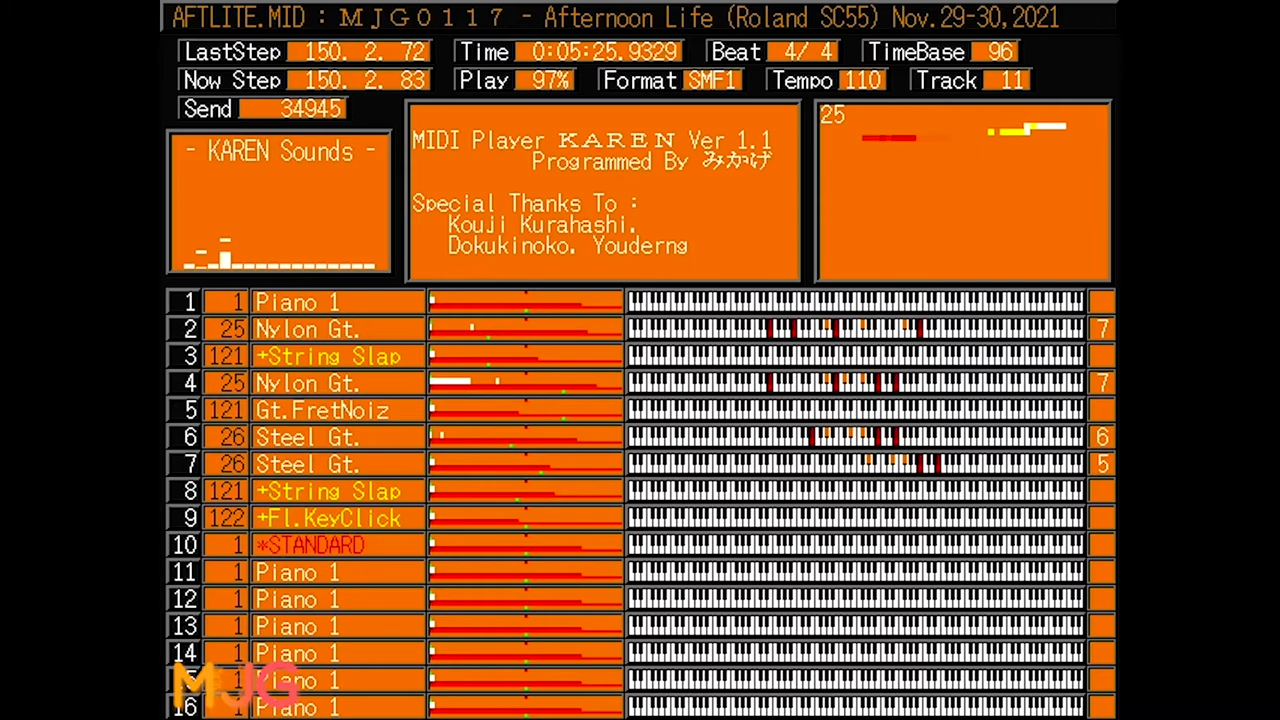 AFTLITE.MID : MJG0117 - Afternoon Life (Roland SC55) Nov.29-30,2021
LastStep 150. 2. 72 Time 0:05:25.9329 Beat 4/ 4 TimeBase 96
Now Step 150. 2. 83 Play 97% Format SMF1 Tempo 110 Track 11
Send 34945
- KAREN Sounds -
MIDI Player KAREN Ver 1.1
Programmed By みかげ
Special Thanks To :
Kouji Kurahashi.
Dokukinoko. Youderng
25
1 1 Piano 1
2 25 Nylon Gt. 7
3 121 +String Slap
4 25 Nylon Gt. 7
5 121 Gt.FretNoiz
6 26 Steel Gt. 6
7 26 Steel Gt. 5
8 121 +String Slap
9 122 +Fl.KeyClick
10 1 *STANDARD
11 1 Piano 1
12 1 Piano 1
13 1 Piano 1
14 1 Piano 1
15 1 Piano 1
16 1 Piano 1
MJG